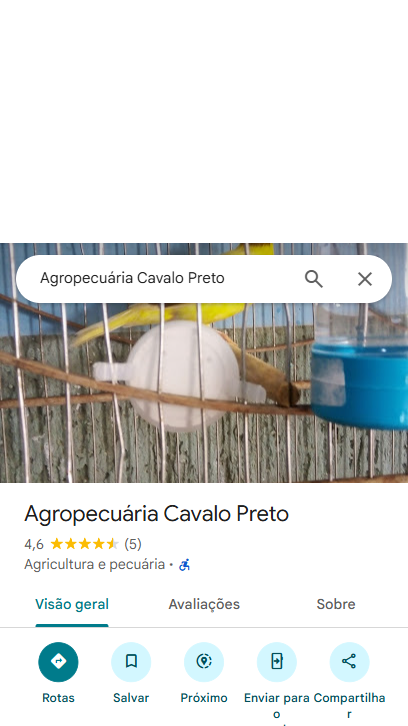 Agropecuária Cavalo Preto
Agropecuária Cavalo Preto
4,6 (5)
Agricultura e pecuária ·
Visão geral Avaliações Sobre
Rotas Salvar Próximo Enviar para o Compartilhar